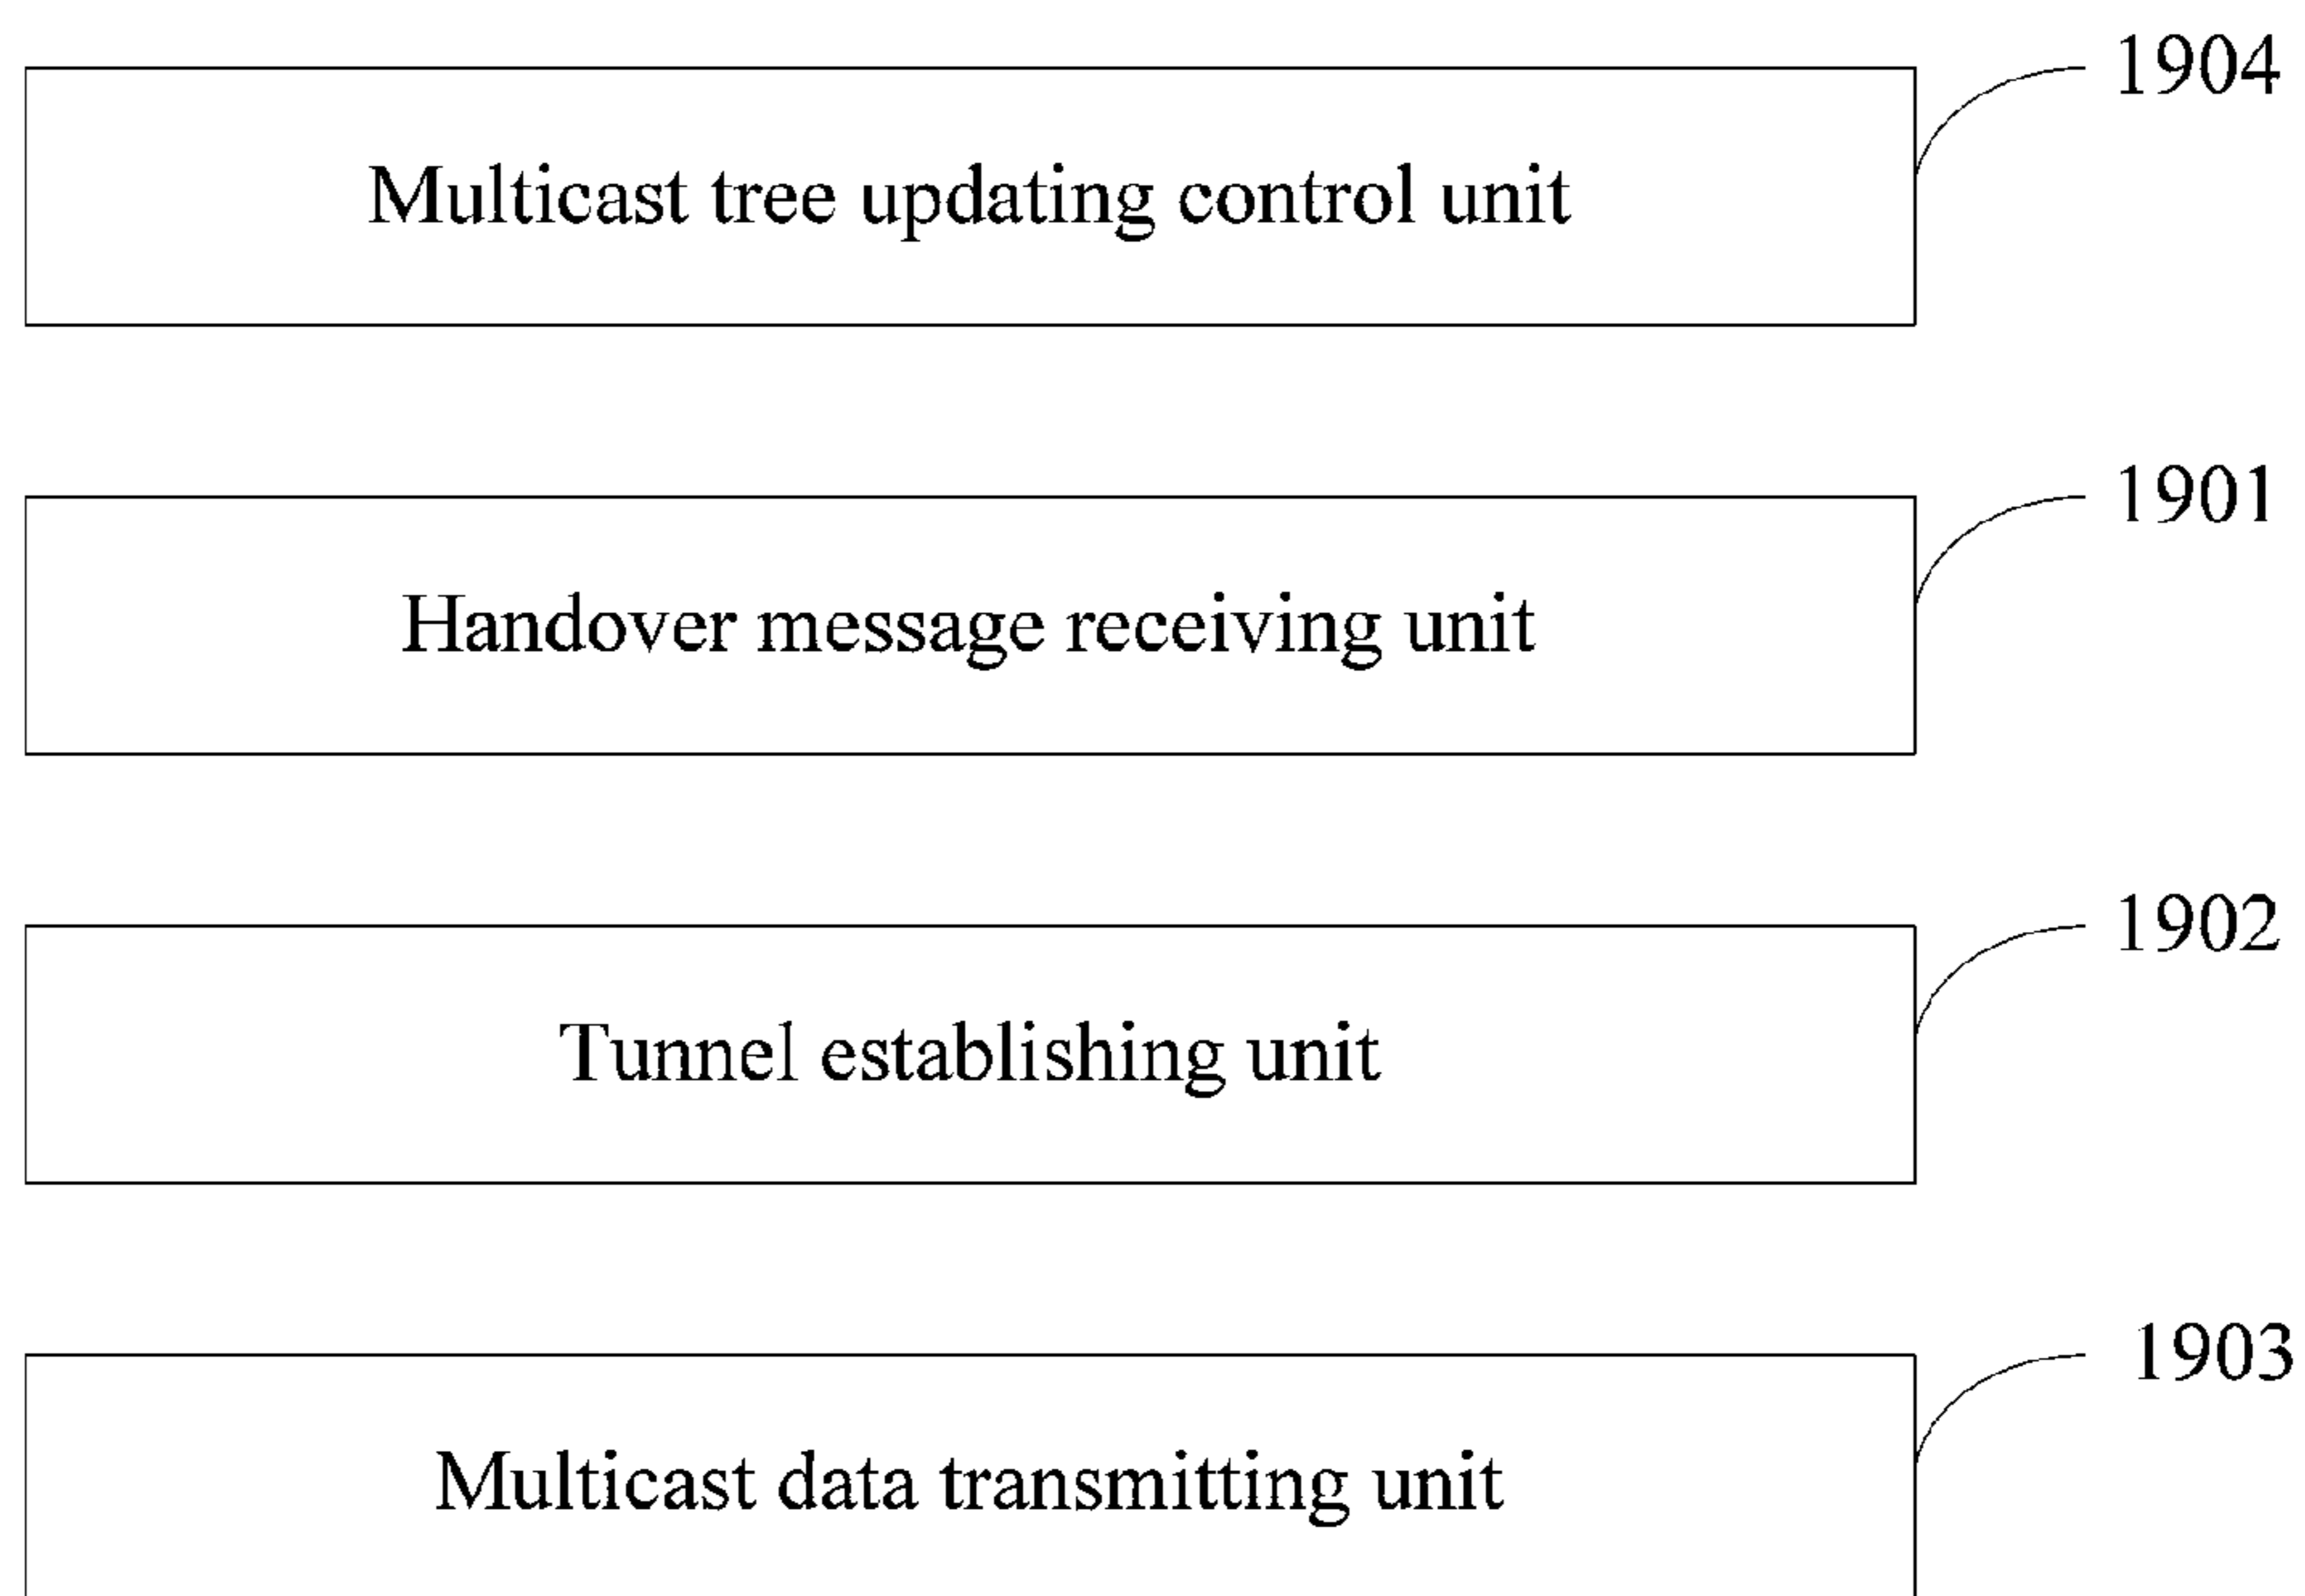 1904
Multicast tree updating control unit
1901
Handover message receiving unit
1902
Tunnel establishing unit
1903
Multicast data transmitting unit